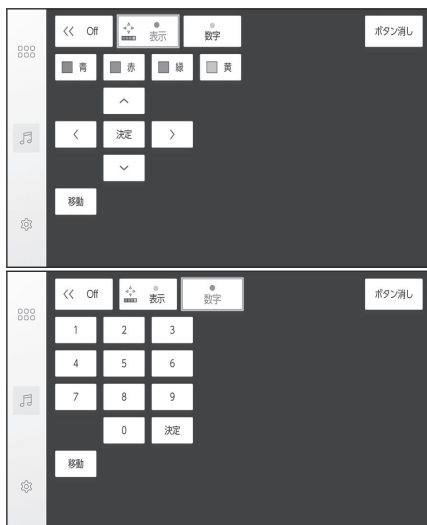 << Off 表示 数字 ボタン消し
青 赤 緑 黄
決定
移動
<< Off 表示 数字 ボタン消し
1 2 3
4 5 6
7 8 9
0 決定
移動